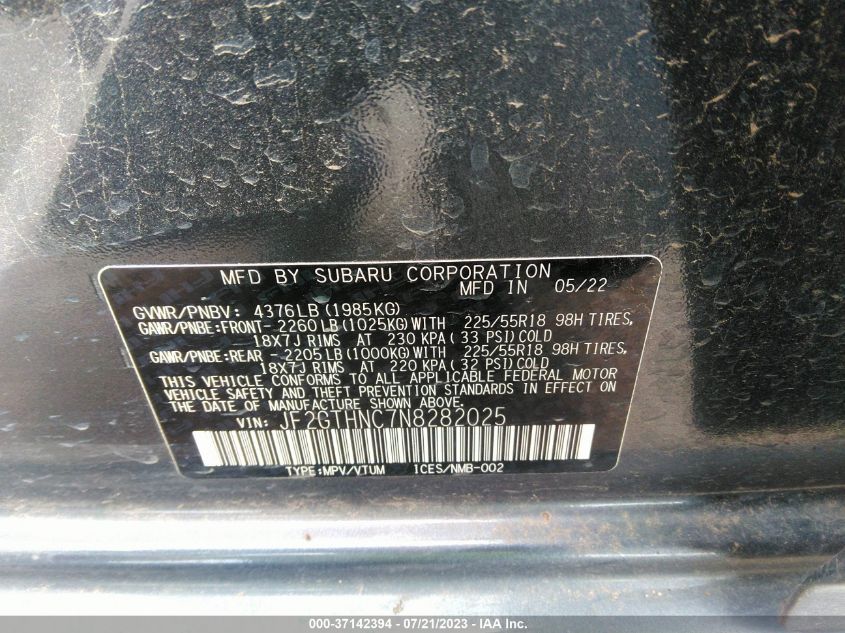 MFD BY SUBARU CORPORATION
MFD IN 05/22
GVWR/PNBV: 4376LB(1985KG)
GAWR/PNBE:FRONT- 2260LB(1025KG)WITH 225/55R18 98H TIRES,
18X7J RIMS AT 230 KPA( 33 PSI)COLD
GAWR/PNBE:REAR - 2205LB(1000KG)WITH 225/55R18 98H TIRES,
18X7J RIMS AT 220 KPA( 32 PSI)COLD
THIS VEHICLE CONFORMS TO ALL APPLICABLE FEDERAL MOTOR
VEHICLE SAFETY AND THEFT PREVENTION STANDARDS IN EFFECT ON
THE DATE OF MANUFACTURE SHOWN ABOVE.
VIN: JF2GTHNC7N8282025
TYPE:MPV/VTUM ICES/NMB-002
000-37142394 - 07/21/2023 - © IAA Inc.